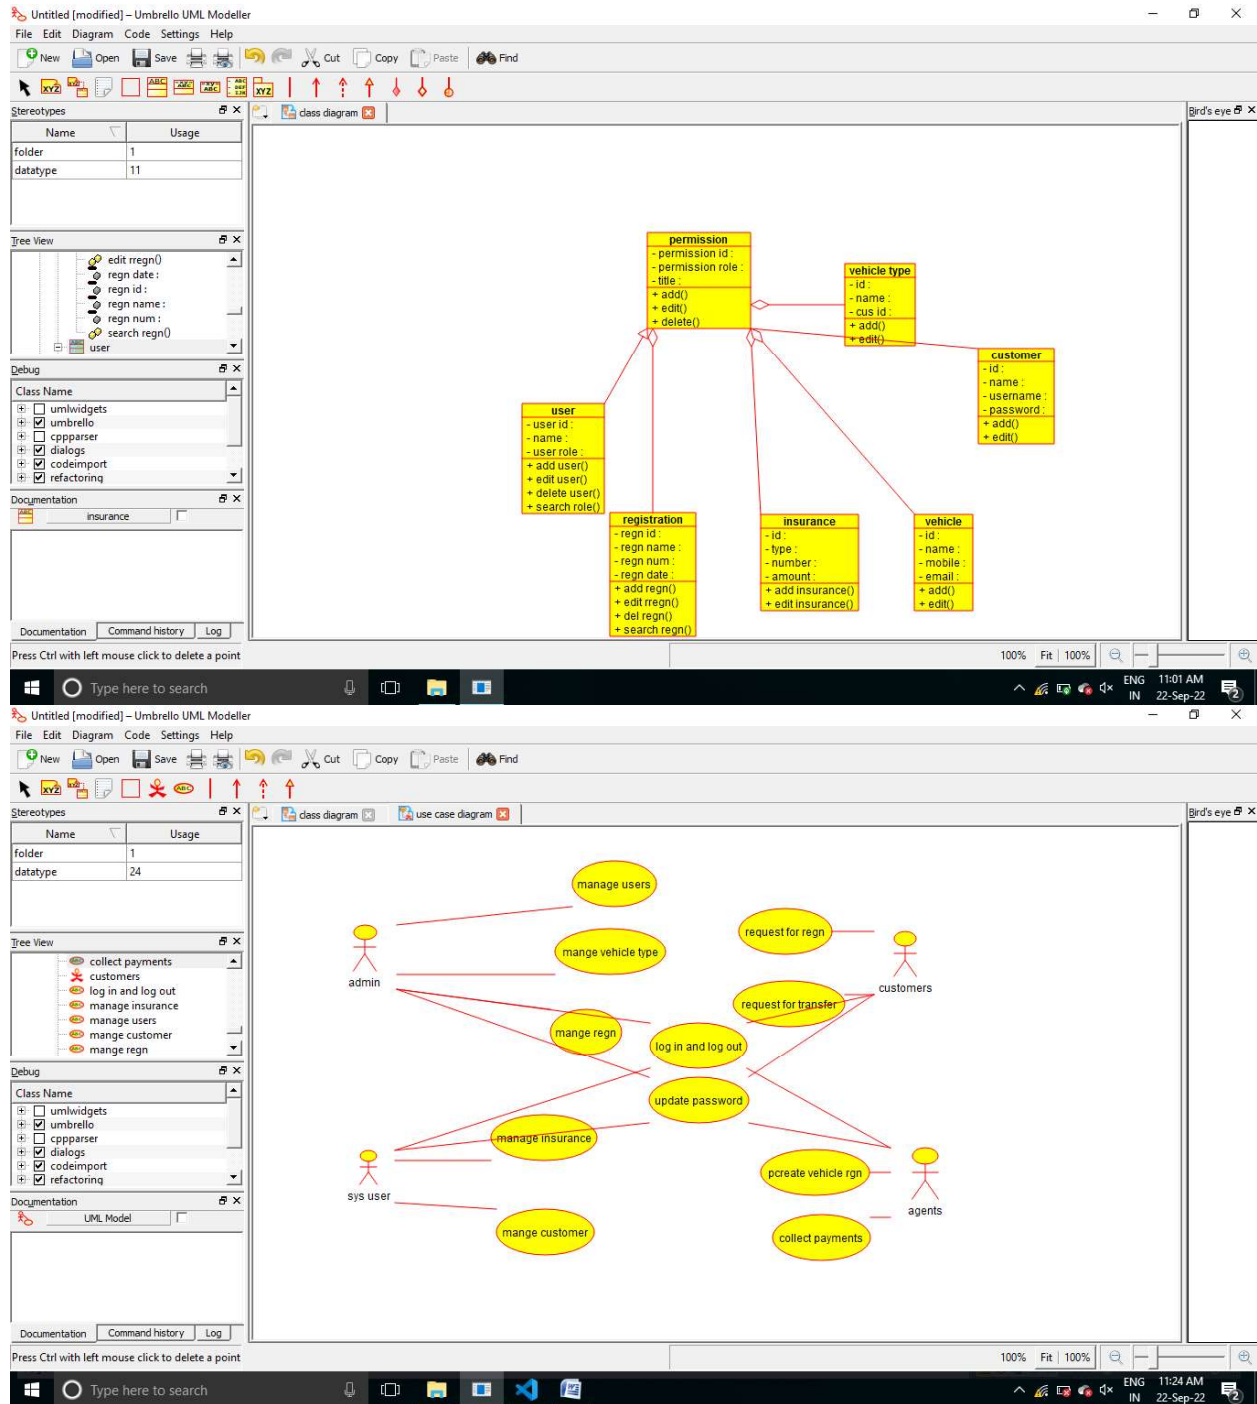 Untitled [modified] – Umbrello UML Modeller
File Edit Diagram Code Settings Help
New Open Save Cut Copy Paste Find
Stereotypes
class diagram
Bird's eye
Name Usage
folder 1
datatype 11
Tree View
edit rregn()
regn date :
regn id :
regn name :
regn num :
search regn()
user
Debug
Class Name
umlwidgets
umbrello
cppparser
dialogs
codeimport
refactoring
Documentation
insurance
Documentation Command history Log
permission
- permission id :
- permission role :
- title :
+ add()
+ edit()
+ delete()
vehicle type
- id :
- name :
- cus id :
+ add()
+ edit()
customer
- id :
- name :
- username :
- password :
+ add()
+ edit()
user
- user id :
- name :
- user role :
+ add user()
+ edit user()
+ delete user()
+ search role()
registration
- regn id :
- regn name :
- regn num :
- regn date :
+ add regn()
+ edit rregn()
+ del regn()
+ search regn()
insurance
- id :
- type :
- number :
- amount :
+ add insurance()
+ edit insurance()
vehicle
- id :
- name :
- mobile :
- email :
+ add()
+ edit()
Press Ctrl with left mouse click to delete a point
100% Fit 100%
Type here to search
ENG IN
11:01 AM
22-Sep-22
2
Untitled [modified] – Umbrello UML Modeller
File Edit Diagram Code Settings Help
New Open Save Cut Copy Paste Find
Stereotypes
class diagram use case diagram
Bird's eye
Name Usage
folder 1
datatype 24
Tree View
collect payments
customers
log in and log out
manage insurance
manage users
mange customer
mange regn
Debug
Class Name
umlwidgets
umbrello
cppparser
dialogs
codeimport
refactoring
Documentation
UML Model
Documentation Command history Log
manage users
request for regn
mange vehicle type
admin
customers
request for transfer
mange regn
log in and log out
update password
manage insurance
pcreate vehicle rgn
sys user
agents
mange customer
collect payments
Press Ctrl with left mouse click to delete a point
100% Fit 100%
Type here to search
ENG IN
11:24 AM
22-Sep-22
2